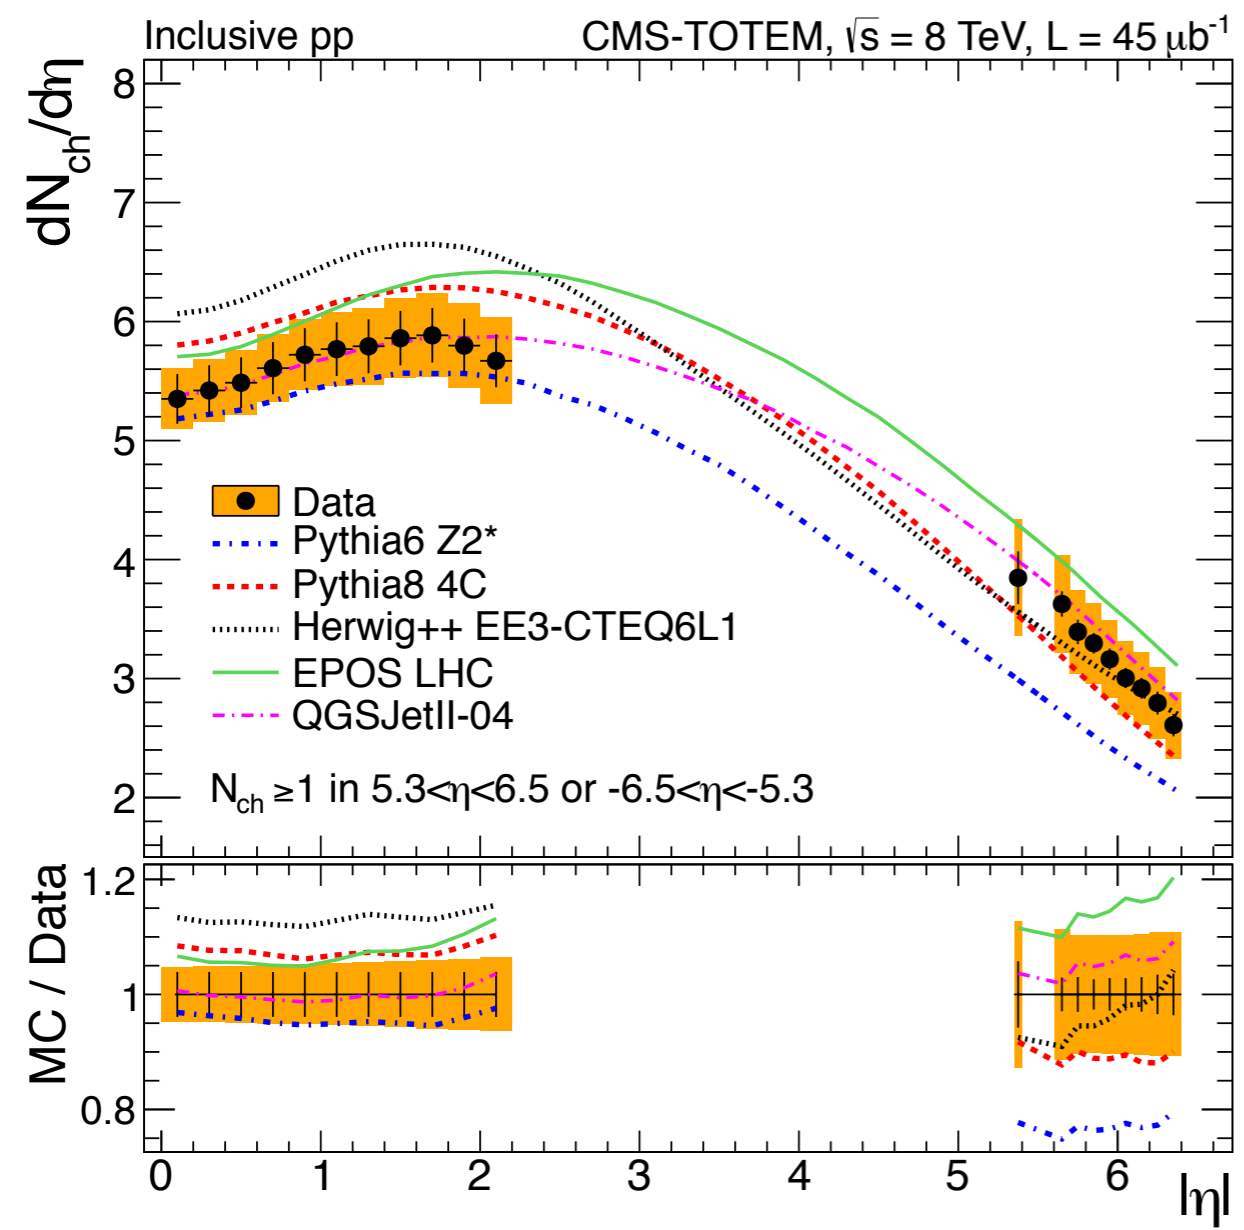 Inclusive pp CMS-TOTEM, √s = 8 TeV, L = 45 μb⁻¹
dN_ch/dη
8
7
6
5
4
3
2
Data
Pythia6 Z2*
Pythia8 4C
Herwig++ EE3-CTEQ6L1
EPOS LHC
QGSJetII-04
N_ch ≥1 in 5.3<η<6.5 or -6.5<η<-5.3
MC / Data
1.2
1
0.8
0 1 2 3 4 5 6
|η|